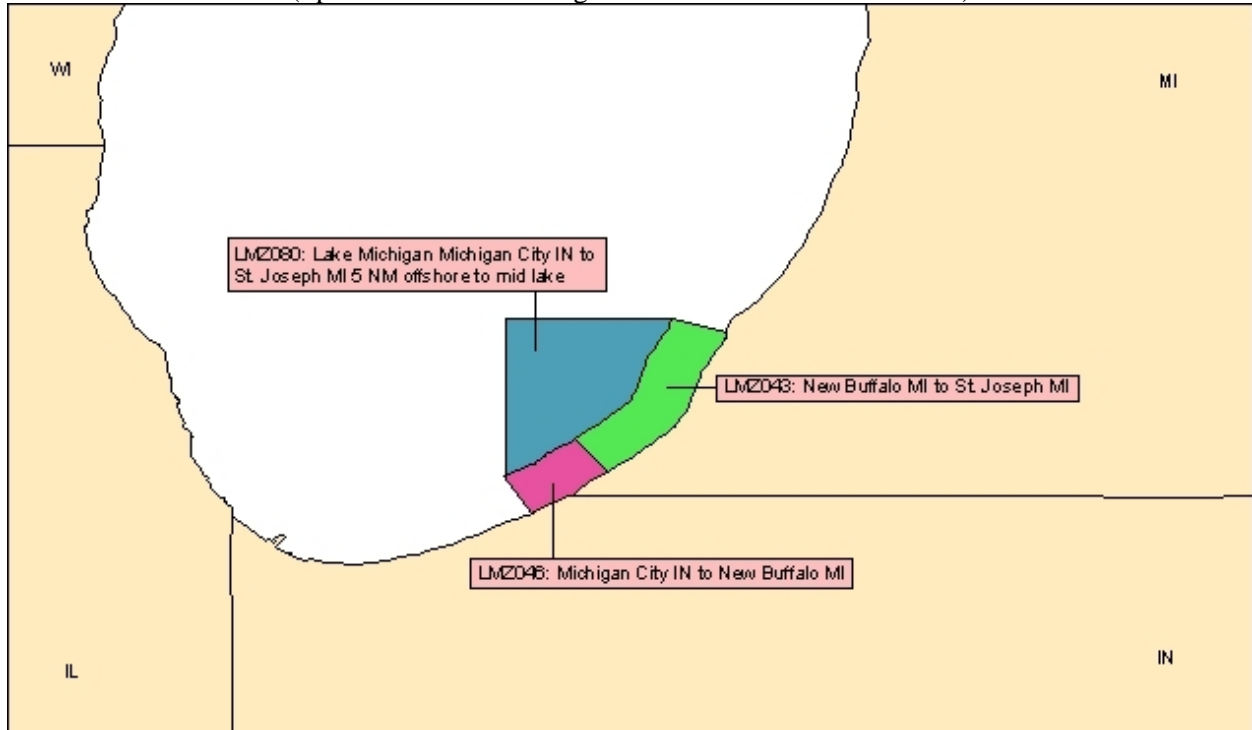 WI
MI
LMZ080: Lake Michigan Michigan City IN to
St. Joseph MI 5 NM offshore to mid lake
LMZ043: New Buffalo MI to St. Joseph MI
LMZ046: Michigan City IN to New Buffalo MI
IL
IN